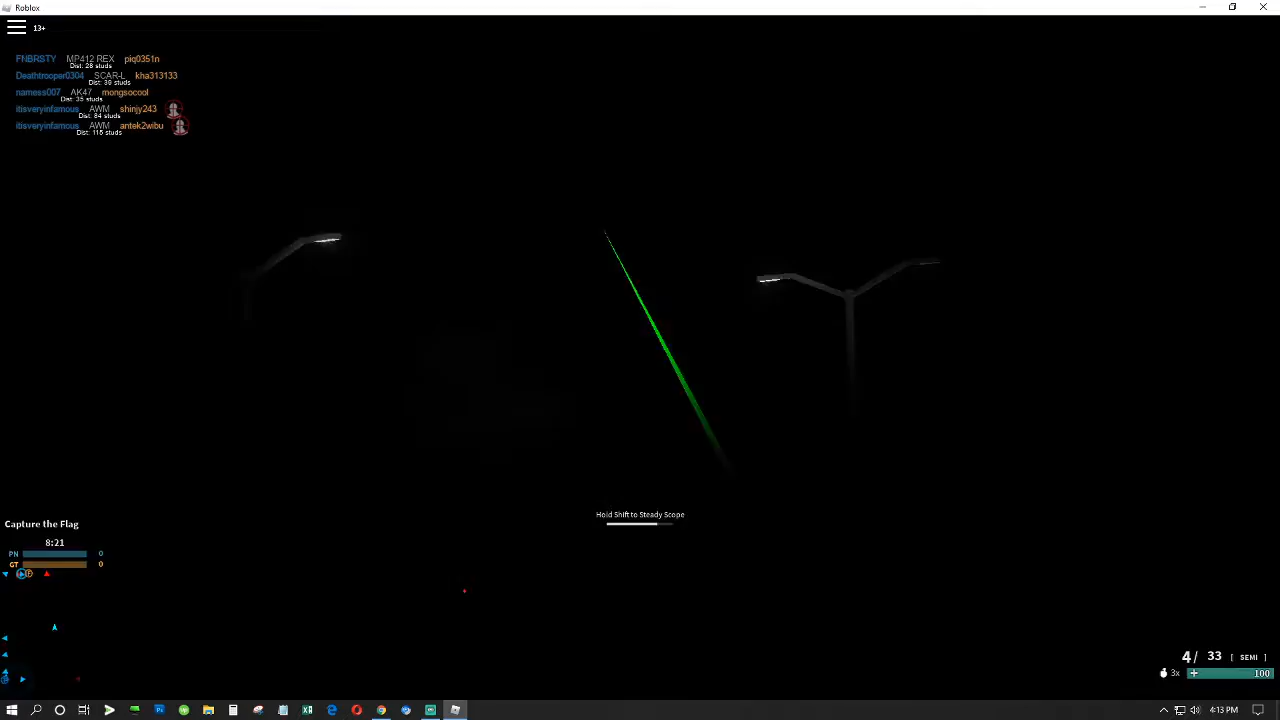 Roblox
13+
FNBRSTY MP412 REX piq0351n
Dist: 28 studs
Deathtrooper0304 SCAR-L kha313133
Dist: 39 studs
namess007 AK47 mongsocool
Dist: 35 studs
itisveryinfamous AWM shinjy243
Dist: 84 studs
itisveryinfamous AWM antek2wibu
Dist: 115 studs
Hold Shift to Steady Scope
Capture the Flag
8:21
PN 0
GT 0
4/ 33 [ SEMI ]
3x 100
4:13 PM